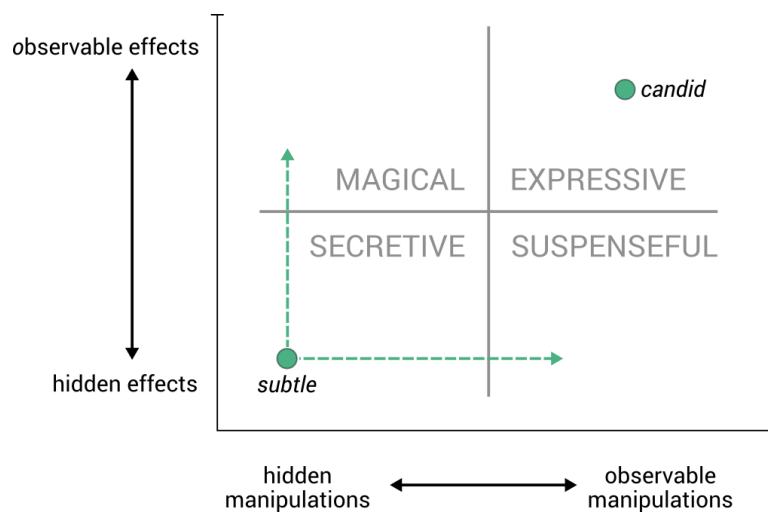 observable effects
candid
MAGICAL
EXPRESSIVE
SECRETIVE
SUSPENSEFUL
hidden effects
subtle
hidden
manipulations
observable
manipulations